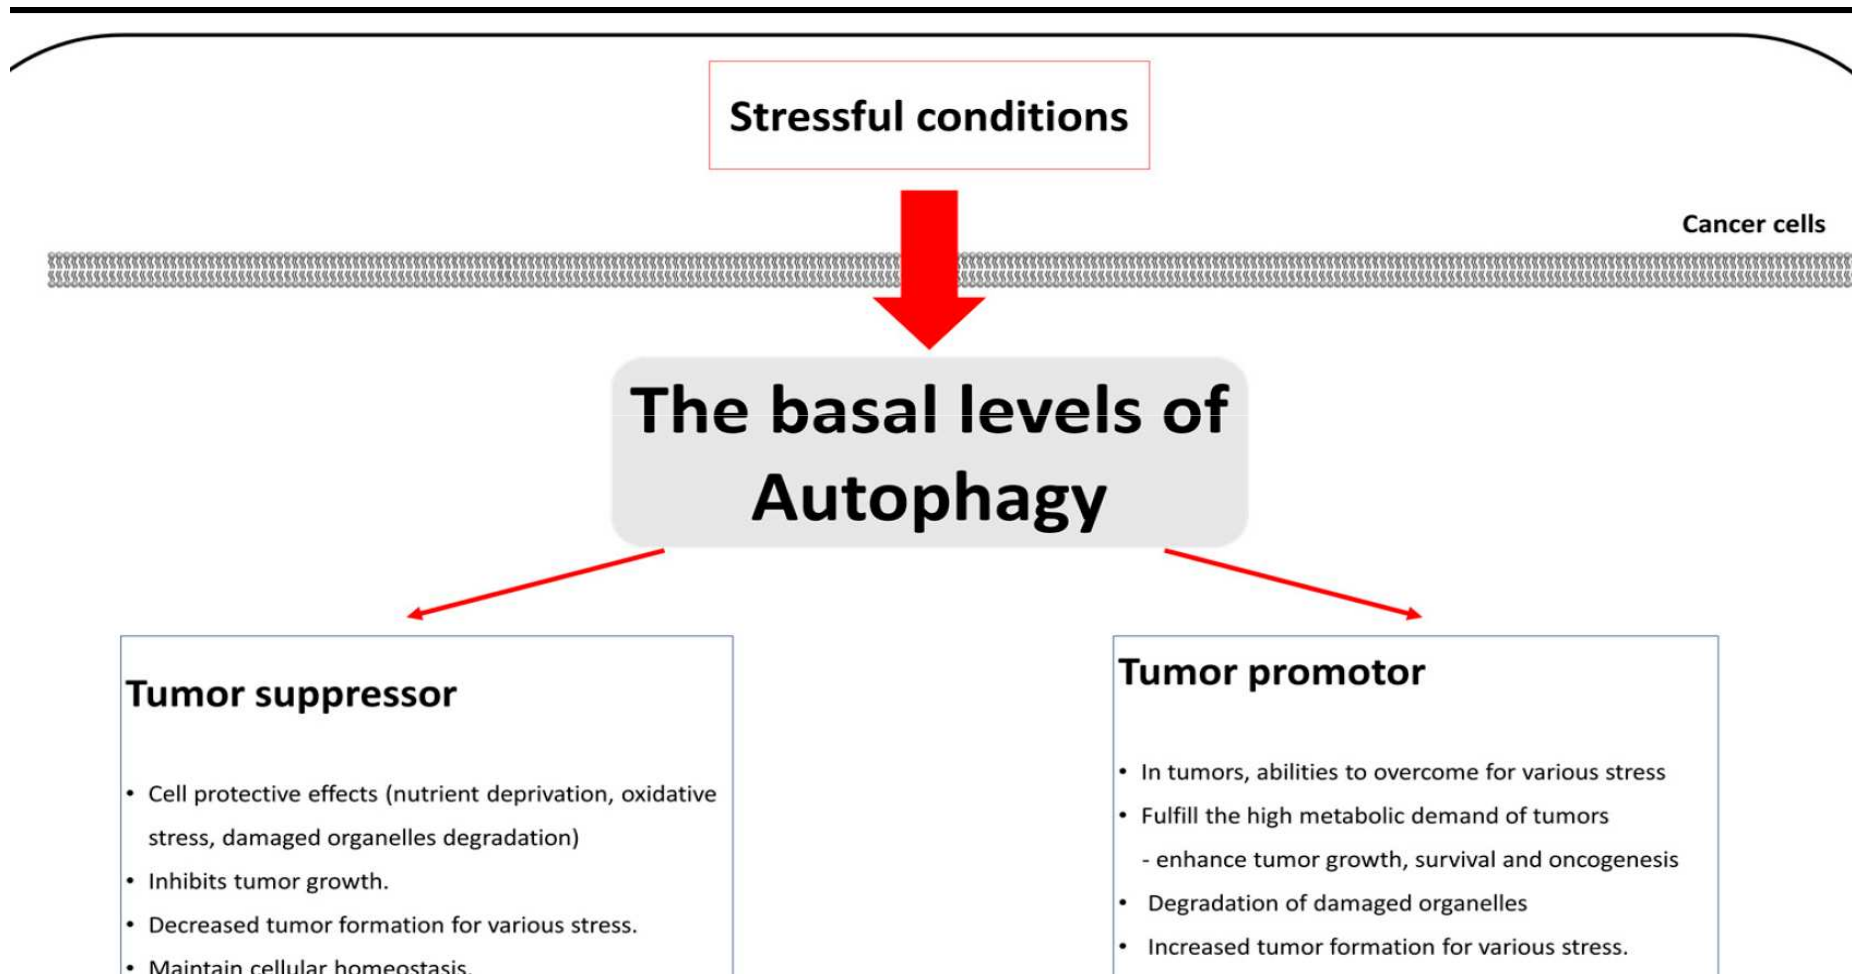 Stressful conditions
Cancer cells
The basal levels of
Autophagy
Tumor suppressor
• Cell protective effects (nutrient deprivation, oxidative
stress, damaged organelles degradation)
• Inhibits tumor growth.
• Decreased tumor formation for various stress.
• Maintain cellular homeostasis.
Tumor promotor
• In tumors, abilities to overcome for various stress
• Fulfill the high metabolic demand of tumors
- enhance tumor growth, survival and oncogenesis
• Degradation of damaged organelles
• Increased tumor formation for various stress.